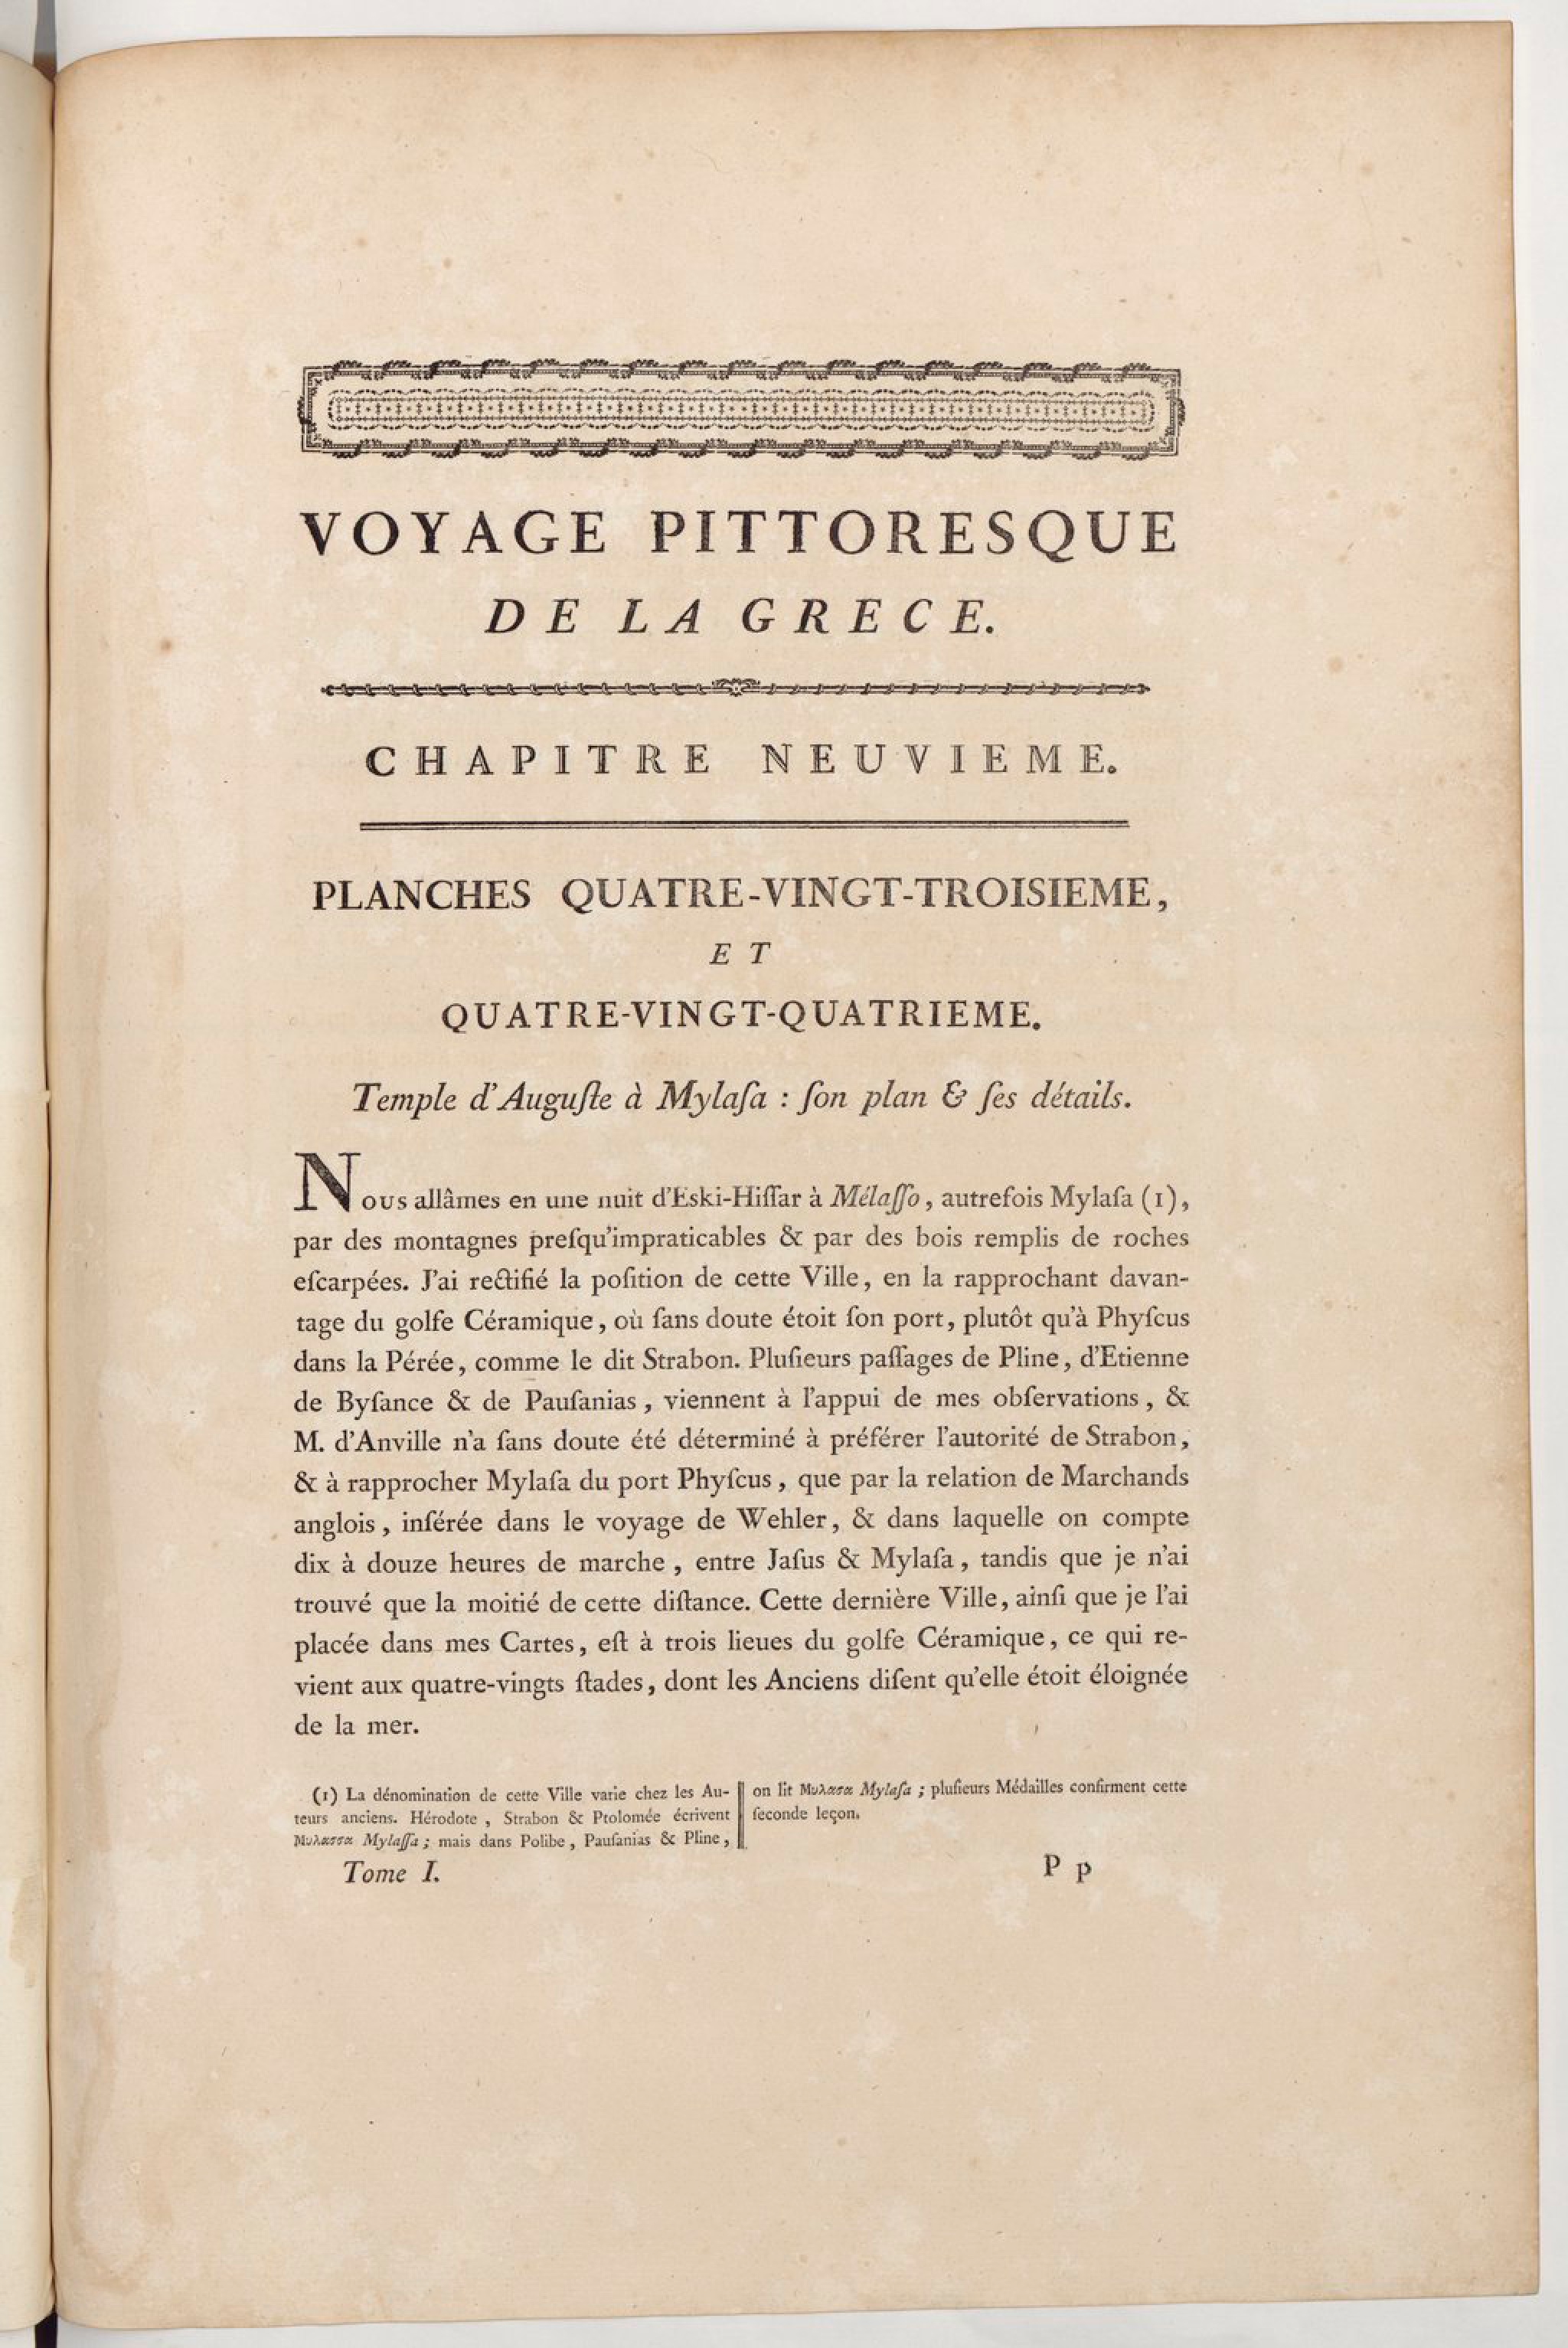 VOYAGE PITTORESQUE
DE LA GRECE.
CHAPITRE NEUVIEME.
PLANCHES QUATRE-VINGT-TROISIEME,
ET
QUATRE-VINGT-QUATRIEME.
Temple d'Auguſte à Mylaſa : ſon plan & ſes détails.
Nous allâmes en une nuit d'Eski-Hiſſar à Mélaſſo, autrefois Mylaſa (1),
par des montagnes preſqu'impraticables & par des bois remplis de roches
eſcarpées. J'ai rectifié la poſition de cette Ville, en la rapprochant davan-
tage du golfe Céramique, où ſans doute étoit ſon port, plutôt qu'à Phyſcus
dans la Pérée, comme le dit Strabon. Pluſieurs paſſages de Pline, d'Etienne
de Byſance & de Pauſanias, viennent à l'appui de mes obſervations, &
M. d'Anville n'a ſans doute été déterminé à préférer l'autorité de Strabon,
& à rapprocher Mylaſa du port Phyſcus, que par la relation de Marchands
anglois, inſérée dans le voyage de Wehler, & dans laquelle on compte
dix à douze heures de marche, entre Jaſus & Mylaſa, tandis que je n'ai
trouvé que la moitié de cette diſtance. Cette dernière Ville, ainſi que je l'ai
placée dans mes Cartes, eſt à trois lieues du golfe Céramique, ce qui re-
vient aux quatre-vingts ſtades, dont les Anciens diſent qu'elle étoit éloignée
de la mer.
(1) La dénomination de cette Ville varie chez les Au-
teurs anciens. Hérodote, Strabon & Ptolomée écrivent
Μυλασσα Mylaſſa; mais dans Polibe, Pauſanias & Pline,
on lit Μυλασα Mylaſa; pluſieurs Médailles confirment cette
ſeconde leçon.
Tome I.
P p